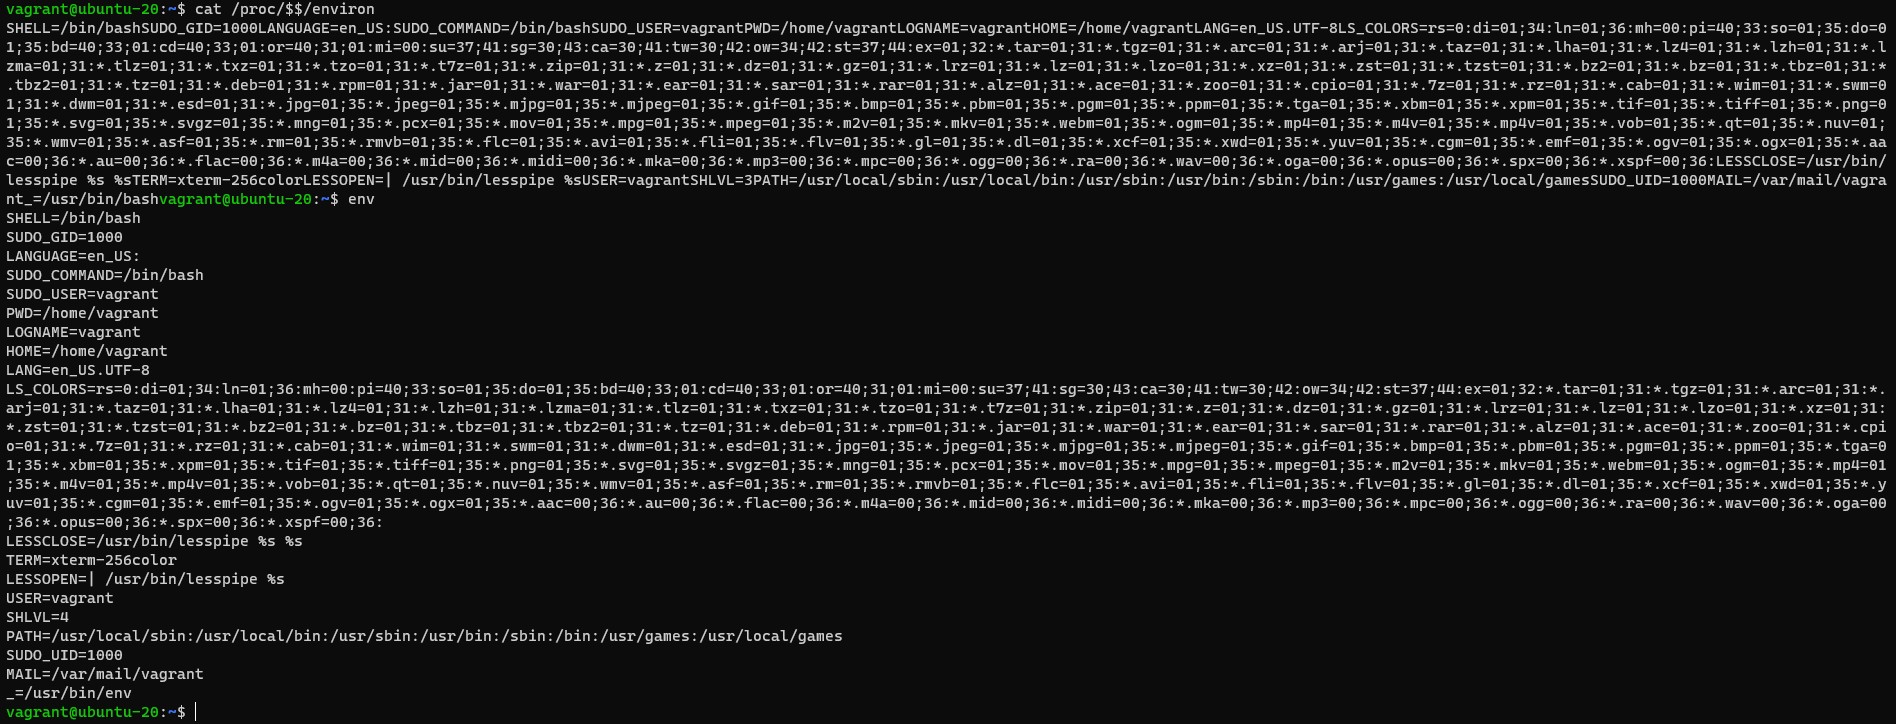 vagrant@ubuntu-20:~$ cat /proc/$$/environ
SHELL=/bin/bashSUDO_GID=1000LANGUAGE=en_US:SUDO_COMMAND=/bin/bashSUDO_USER=vagrantPWD=/home/vagrantLOGNAME=vagrantHOME=/home/vagrantLANG=en_US.UTF-8LS_COLORS=rs=0:di=01;34:ln=01;36:mh=00:pi=40;33:so=01;35:do=0
1;35:bd=40;33;01:cd=40;33;01:or=40;31;01:mi=00:su=37;41:sg=30;43:ca=30;41:tw=30;42:ow=34;42:st=37;44:ex=01;32:*.tar=01;31:*.tgz=01;31:*.arc=01;31:*.arj=01;31:*.taz=01;31:*.lha=01;31:*.lz4=01;31:*.lzh=01;31:*.l
zma=01;31:*.tlz=01;31:*.txz=01;31:*.tzo=01;31:*.t7z=01;31:*.zip=01;31:*.z=01;31:*.dz=01;31:*.gz=01;31:*.lrz=01;31:*.lz=01;31:*.lzo=01;31:*.xz=01;31:*.zst=01;31:*.tzst=01;31:*.bz2=01;31:*.bz=01;31:*.tbz=01;31:*
.tbz2=01;31:*.tz=01;31:*.deb=01;31:*.rpm=01;31:*.jar=01;31:*.war=01;31:*.ear=01;31:*.sar=01;31:*.rar=01;31:*.alz=01;31:*.ace=01;31:*.zoo=01;31:*.cpio=01;31:*.7z=01;31:*.rz=01;31:*.cab=01;31:*.wim=01;31:*.swm=0
1;31:*.dwm=01;31:*.esd=01;31:*.jpg=01;35:*.jpeg=01;35:*.mjpg=01;35:*.mjpeg=01;35:*.gif=01;35:*.bmp=01;35:*.pbm=01;35:*.pgm=01;35:*.ppm=01;35:*.tga=01;35:*.xbm=01;35:*.xpm=01;35:*.tif=01;35:*.tiff=01;35:*.png=0
1;35:*.svg=01;35:*.svgz=01;35:*.mng=01;35:*.pcx=01;35:*.mov=01;35:*.mpg=01;35:*.mpeg=01;35:*.m2v=01;35:*.mkv=01;35:*.webm=01;35:*.ogm=01;35:*.mp4=01;35:*.m4v=01;35:*.mp4v=01;35:*.vob=01;35:*.qt=01;35:*.nuv=01;
35:*.wmv=01;35:*.asf=01;35:*.rm=01;35:*.rmvb=01;35:*.flc=01;35:*.avi=01;35:*.fli=01;35:*.flv=01;35:*.gl=01;35:*.dl=01;35:*.xcf=01;35:*.xwd=01;35:*.yuv=01;35:*.cgm=01;35:*.emf=01;35:*.ogv=01;35:*.ogx=01;35:*.aa
c=00;36:*.au=00;36:*.flac=00;36:*.m4a=00;36:*.mid=00;36:*.midi=00;36:*.mka=00;36:*.mp3=00;36:*.mpc=00;36:*.ogg=00;36:*.ra=00;36:*.wav=00;36:*.oga=00;36:*.opus=00;36:*.spx=00;36:*.xspf=00;36:LESSCLOSE=/usr/bin/
lesspipe %s %sTERM=xterm-256colorLESSOPEN=| /usr/bin/lesspipe %sUSER=vagrantSHLVL=3PATH=/usr/local/sbin:/usr/local/bin:/usr/sbin:/usr/bin:/sbin:/bin:/usr/games:/usr/local/gamesSUDO_UID=1000MAIL=/var/mail/vagra
nt_=/usr/bin/bashvagrant@ubuntu-20:~$ env
SHELL=/bin/bash
SUDO_GID=1000
LANGUAGE=en_US:
SUDO_COMMAND=/bin/bash
SUDO_USER=vagrant
PWD=/home/vagrant
LOGNAME=vagrant
HOME=/home/vagrant
LANG=en_US.UTF-8
LS_COLORS=rs=0:di=01;34:ln=01;36:mh=00:pi=40;33:so=01;35:do=01;35:bd=40;33;01:cd=40;33;01:or=40;31;01:mi=00:su=37;41:sg=30;43:ca=30;41:tw=30;42:ow=34;42:st=37;44:ex=01;32:*.tar=01;31:*.tgz=01;31:*.arc=01;31:*.
arj=01;31:*.taz=01;31:*.lha=01;31:*.lz4=01;31:*.lzh=01;31:*.lzma=01;31:*.tlz=01;31:*.txz=01;31:*.tzo=01;31:*.t7z=01;31:*.zip=01;31:*.z=01;31:*.dz=01;31:*.gz=01;31:*.lrz=01;31:*.lz=01;31:*.lzo=01;31:*.xz=01;31:
*.zst=01;31:*.tzst=01;31:*.bz2=01;31:*.bz=01;31:*.tbz=01;31:*.tbz2=01;31:*.tz=01;31:*.deb=01;31:*.rpm=01;31:*.jar=01;31:*.war=01;31:*.ear=01;31:*.sar=01;31:*.rar=01;31:*.alz=01;31:*.ace=01;31:*.zoo=01;31:*.cpi
o=01;31:*.7z=01;31:*.rz=01;31:*.cab=01;31:*.wim=01;31:*.swm=01;31:*.dwm=01;31:*.esd=01;31:*.jpg=01;35:*.jpeg=01;35:*.mjpg=01;35:*.mjpeg=01;35:*.gif=01;35:*.bmp=01;35:*.pbm=01;35:*.pgm=01;35:*.ppm=01;35:*.tga=0
1;35:*.xbm=01;35:*.xpm=01;35:*.tif=01;35:*.tiff=01;35:*.png=01;35:*.svg=01;35:*.svgz=01;35:*.mng=01;35:*.pcx=01;35:*.mov=01;35:*.mpg=01;35:*.mpeg=01;35:*.m2v=01;35:*.mkv=01;35:*.webm=01;35:*.ogm=01;35:*.mp4=01
;35:*.m4v=01;35:*.mp4v=01;35:*.vob=01;35:*.qt=01;35:*.nuv=01;35:*.wmv=01;35:*.asf=01;35:*.rm=01;35:*.rmvb=01;35:*.flc=01;35:*.avi=01;35:*.fli=01;35:*.flv=01;35:*.gl=01;35:*.dl=01;35:*.xcf=01;35:*.xwd=01;35:*.y
uv=01;35:*.cgm=01;35:*.emf=01;35:*.ogv=01;35:*.ogx=01;35:*.aac=00;36:*.au=00;36:*.flac=00;36:*.m4a=00;36:*.mid=00;36:*.midi=00;36:*.mka=00;36:*.mp3=00;36:*.mpc=00;36:*.ogg=00;36:*.ra=00;36:*.wav=00;36:*.oga=00
;36:*.opus=00;36:*.spx=00;36:*.xspf=00;36:
LESSCLOSE=/usr/bin/lesspipe %s %s
TERM=xterm-256color
LESSOPEN=| /usr/bin/lesspipe %s
USER=vagrant
SHLVL=4
PATH=/usr/local/sbin:/usr/local/bin:/usr/sbin:/usr/bin:/sbin:/bin:/usr/games:/usr/local/games
SUDO_UID=1000
MAIL=/var/mail/vagrant
_=/usr/bin/env
vagrant@ubuntu-20:~$